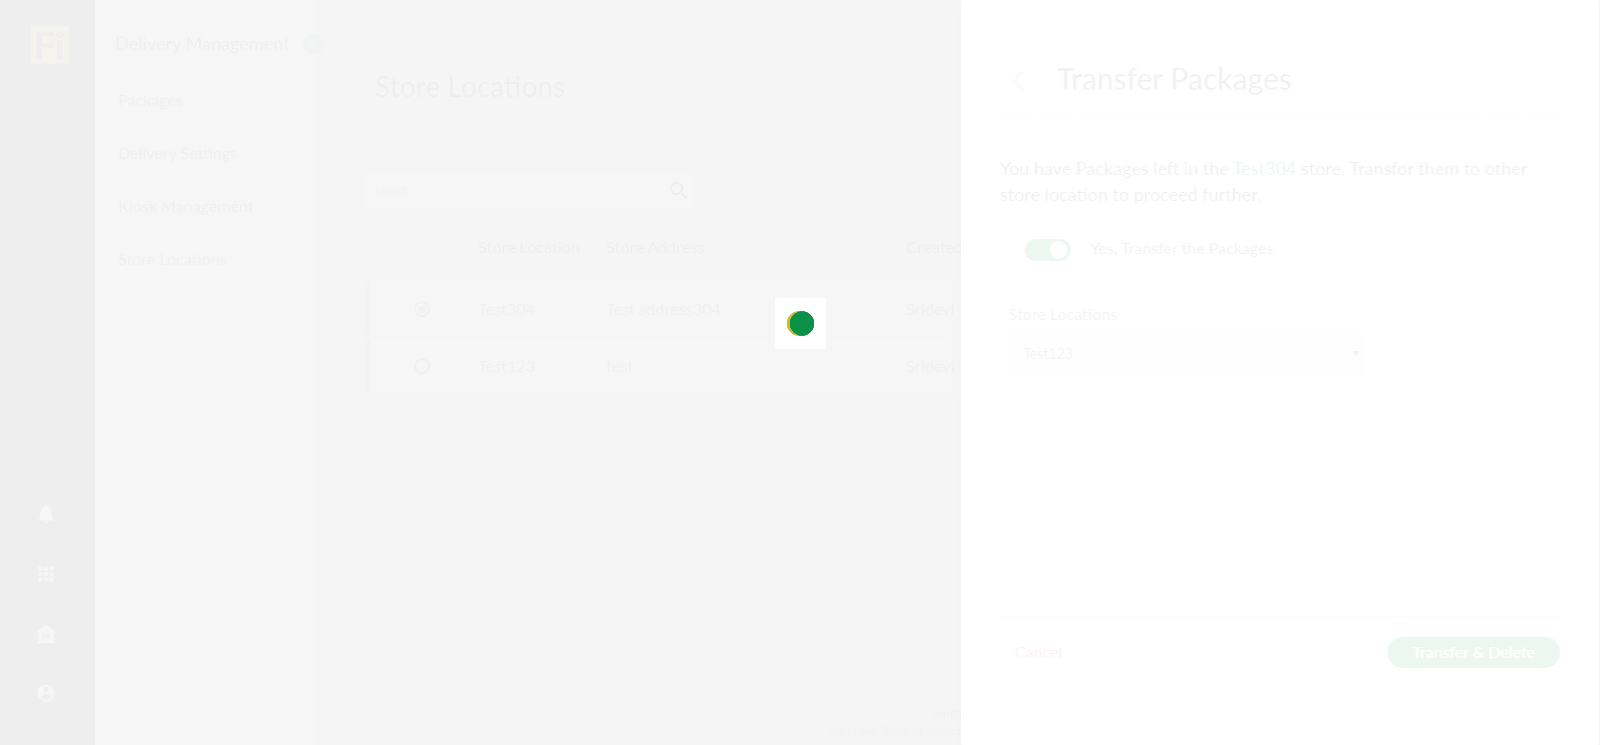 Fi
Delivery Management
Packages
Delivery Settings
Kiosk Management
Store Locations
Store Locations
Store Location Store Address Created
Test304 Test address304 Sridevi
Test123 test Sridevi
Transfer Packages
You have Packages left in the Test304 store. Transfor them to other
store location to proceed further.
Yes, Transfer the Packages
Store Locations
Test123
Cancel
Transfer & Delete